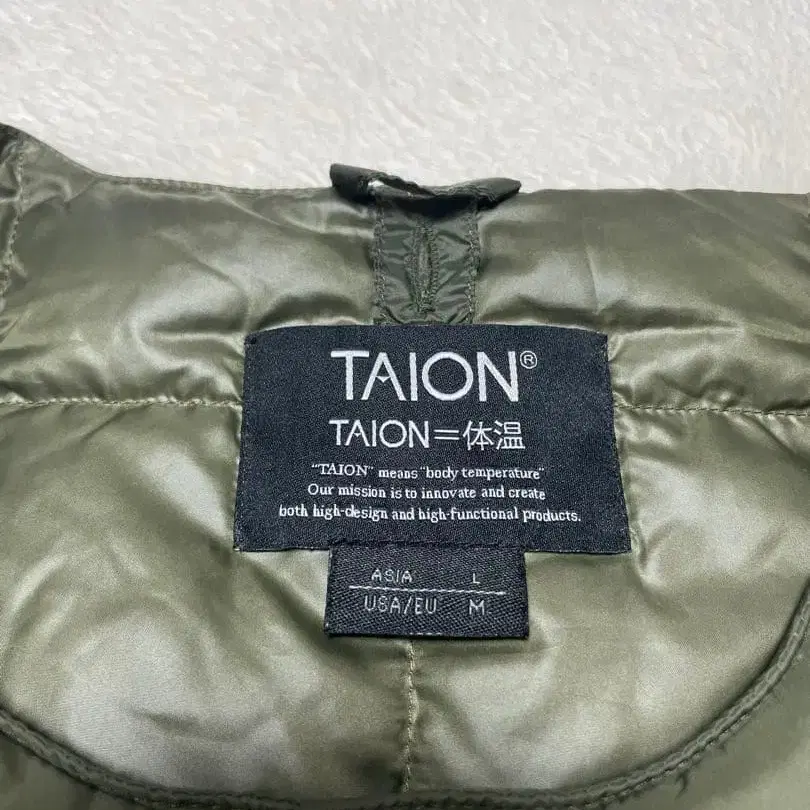 TAION®
TAION=体温
"TAION" means "body temperature"
Our mission is to innovate and create
both high-design and high-functional products.
ASIA L
USA/EU M